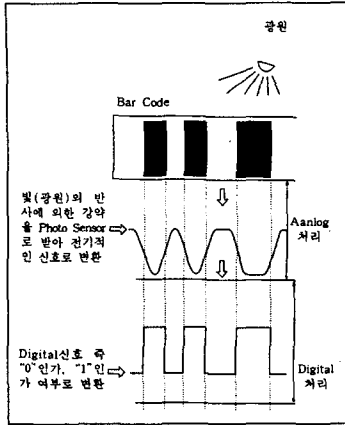 광원
Bar Code
빛(광원)의 반
사에 의한 강약
을 Photo Sensor
로 받아 전기적
인 신호로 변환
Aanlog
처리
Digital신호 즉
"0"인가, "1"인
가 여부로 변환
Digital
처리